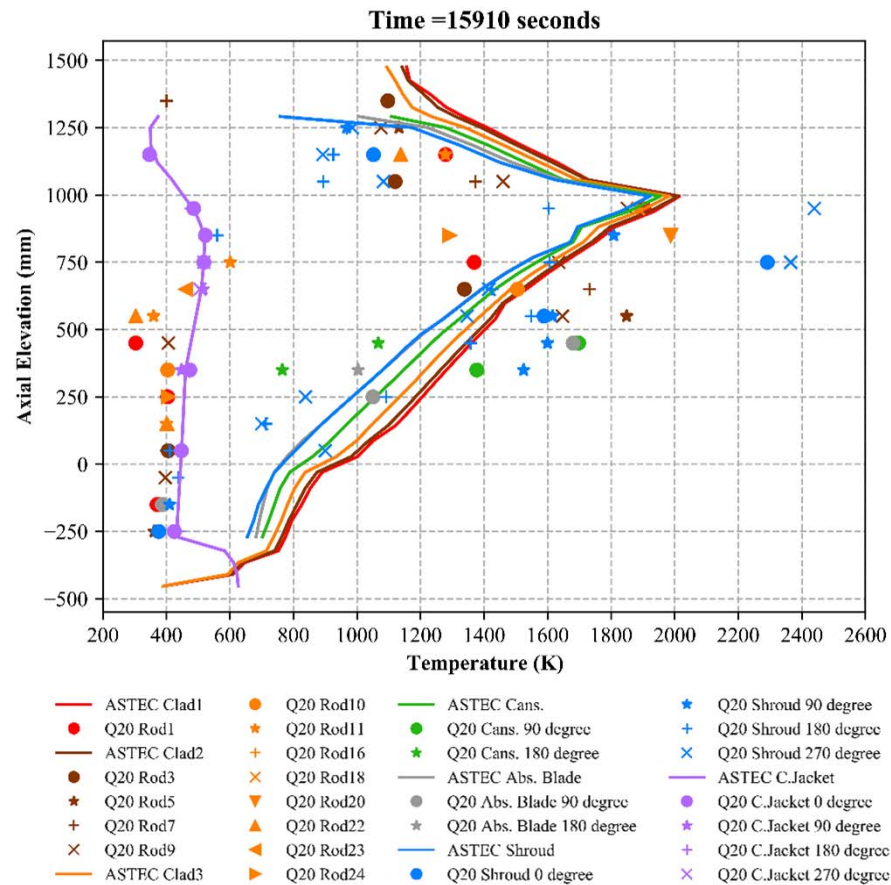 Time =15910 seconds
1500
1250
1000
750
500
250
0
−250
−500
Axial Elevation (mm)
200 400 600 800 1000 1200 1400 1600 1800 2000 2200 2400 2600
Temperature (K)
ASTEC Clad1
Q20 Rod1
ASTEC Clad2
Q20 Rod3
Q20 Rod5
Q20 Rod7
Q20 Rod9
ASTEC Clad3
Q20 Rod10
Q20 Rod11
Q20 Rod16
Q20 Rod18
Q20 Rod20
Q20 Rod22
Q20 Rod23
Q20 Rod24
ASTEC Cans.
Q20 Cans. 90 degree
Q20 Cans. 180 degree
ASTEC Abs. Blade
Q20 Abs. Blade 90 degree
Q20 Abs. Blade 180 degree
ASTEC Shroud
Q20 Shroud 0 degree
Q20 Shroud 90 degree
Q20 Shroud 180 degree
Q20 Shroud 270 degree
ASTEC C.Jacket
Q20 C.Jacket 0 degree
Q20 C.Jacket 90 degree
Q20 C.Jacket 180 degree
Q20 C.Jacket 270 degree